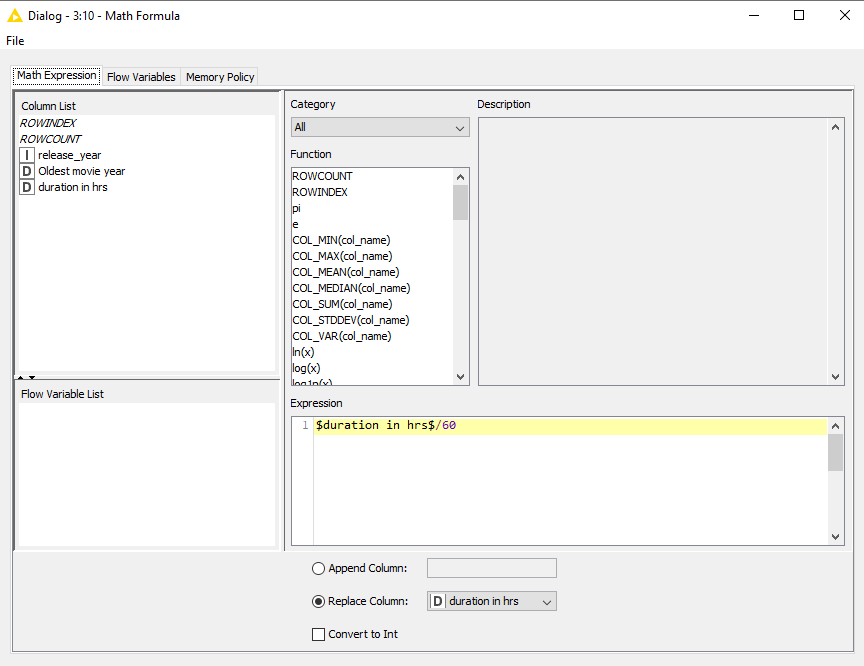 Dialog - 3:10 - Math Formula
File
Math Expression Flow Variables Memory Policy
Column List
ROWINDEX
ROWCOUNT
I release_year
D Oldest movie year
D duration in hrs
Flow Variable List
Category
All
Function
ROWCOUNT
ROWINDEX
pi
e
COL_MIN(col_name)
COL_MAX(col_name)
COL_MEAN(col_name)
COL_MEDIAN(col_name)
COL_SUM(col_name)
COL_STDDEV(col_name)
COL_VAR(col_name)
ln(x)
log(x)
log1p(x)
Description
Expression
1 $duration in hrs$/60
Append Column:
Replace Column: D duration in hrs
Convert to Int